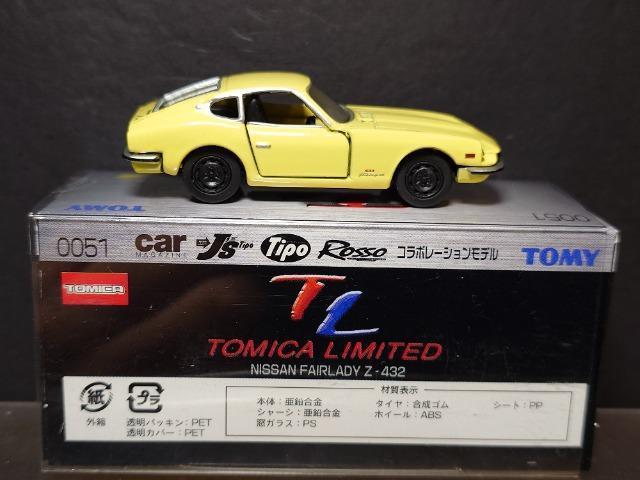 TOMY
0051
0051 car MAGAZINE J's Tipo Tipo Rosso コラボレーションモデル TOMY
TOMICA
TL
TOMICA LIMITED
NISSAN FAIRLADY Z-432
紙
外箱
プラ
透明パッキン：PET
透明カバー：PET
材質表示
本体：亜鉛合金
シャーシ：亜鉛合金
窓ガラス：PS
タイヤ：合成ゴム
ホイール：ABS
シート：PP